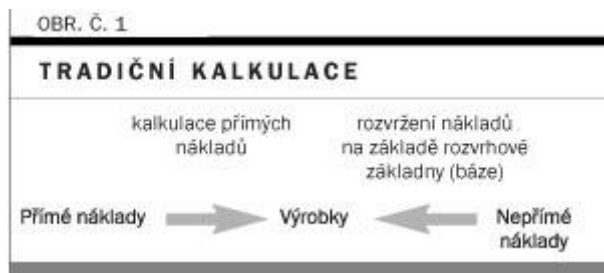 OBR. Č. 1
TRADIČNÍ KALKULACE
kalkulace přímých
nákladů
rozvržení nákladů
na základě rozvrhové
základny (báze)
Přímé náklady
Výrobky
Nepřímé
náklady